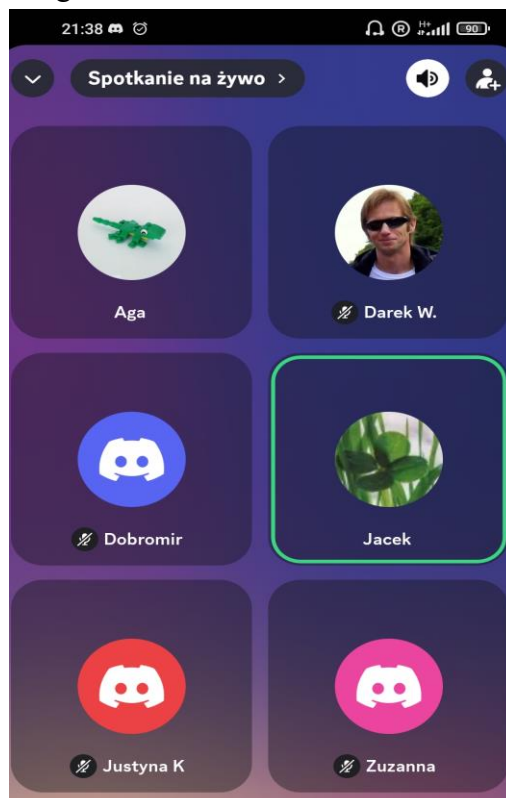 21:38 R H+ 90
Spotkanie na żywo >
Aga
Darek W.
Dobromir
Jacek
Justyna K
Zuzanna